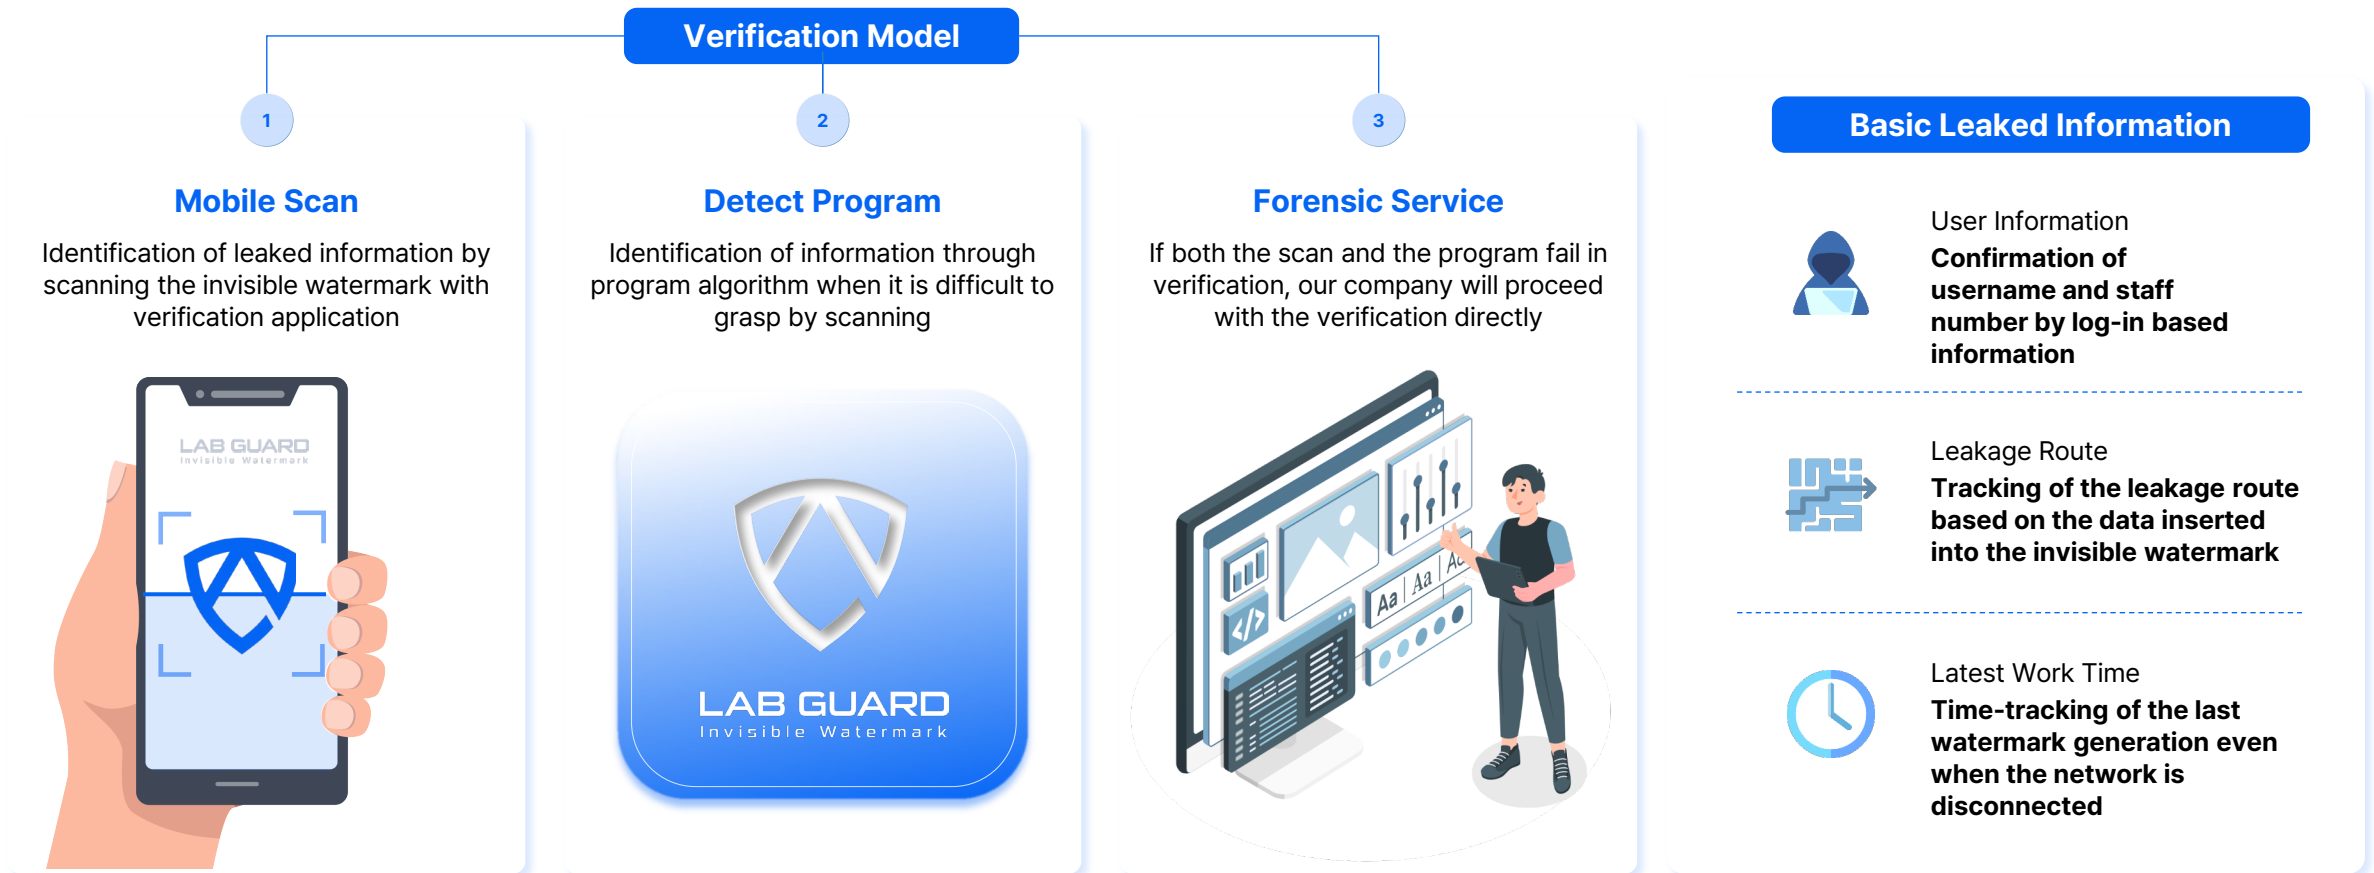 Verification Model
1
Mobile Scan
Identification of leaked information by
scanning the invisible watermark with
verification application
LAB GUARD
Invisible Watermark
2
Detect Program
Identification of information through
program algorithm when it is difficult to
grasp by scanning
LAB GUARD
Invisible Watermark
3
Forensic Service
If both the scan and the program fail in
verification, our company will proceed
with the verification directly
</>
Aa | Aa |
Basic Leaked Information
User Information
Confirmation of
username and staff
number by log-in based
information
Leakage Route
Tracking of the leakage route
based on the data inserted
into the invisible watermark
Latest Work Time
Time-tracking of the last
watermark generation even
when the network is
disconnected